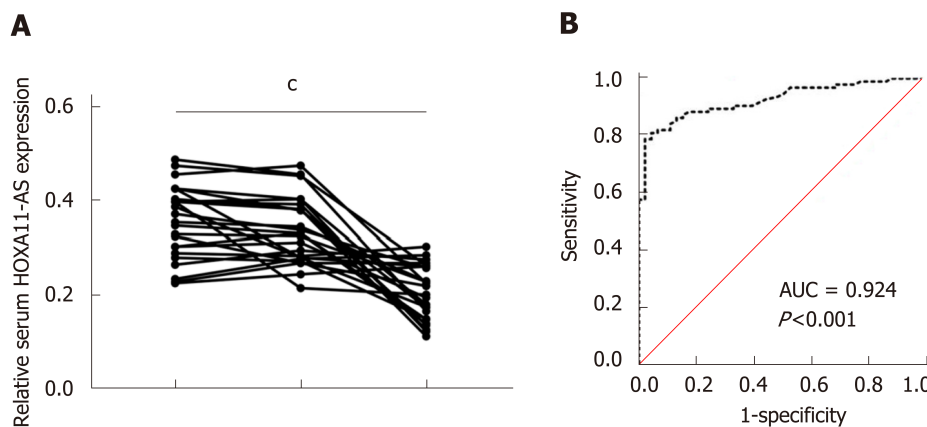 A
B
c
Relative serum HOXA11-AS expression
0.6
0.4
0.2
0.0
Sensitivity
1.0
0.8
0.6
0.4
0.2
0.0
AUC = 0.924
P<0.001
0.0 0.2 0.4 0.6 0.8 1.0
1-specificity